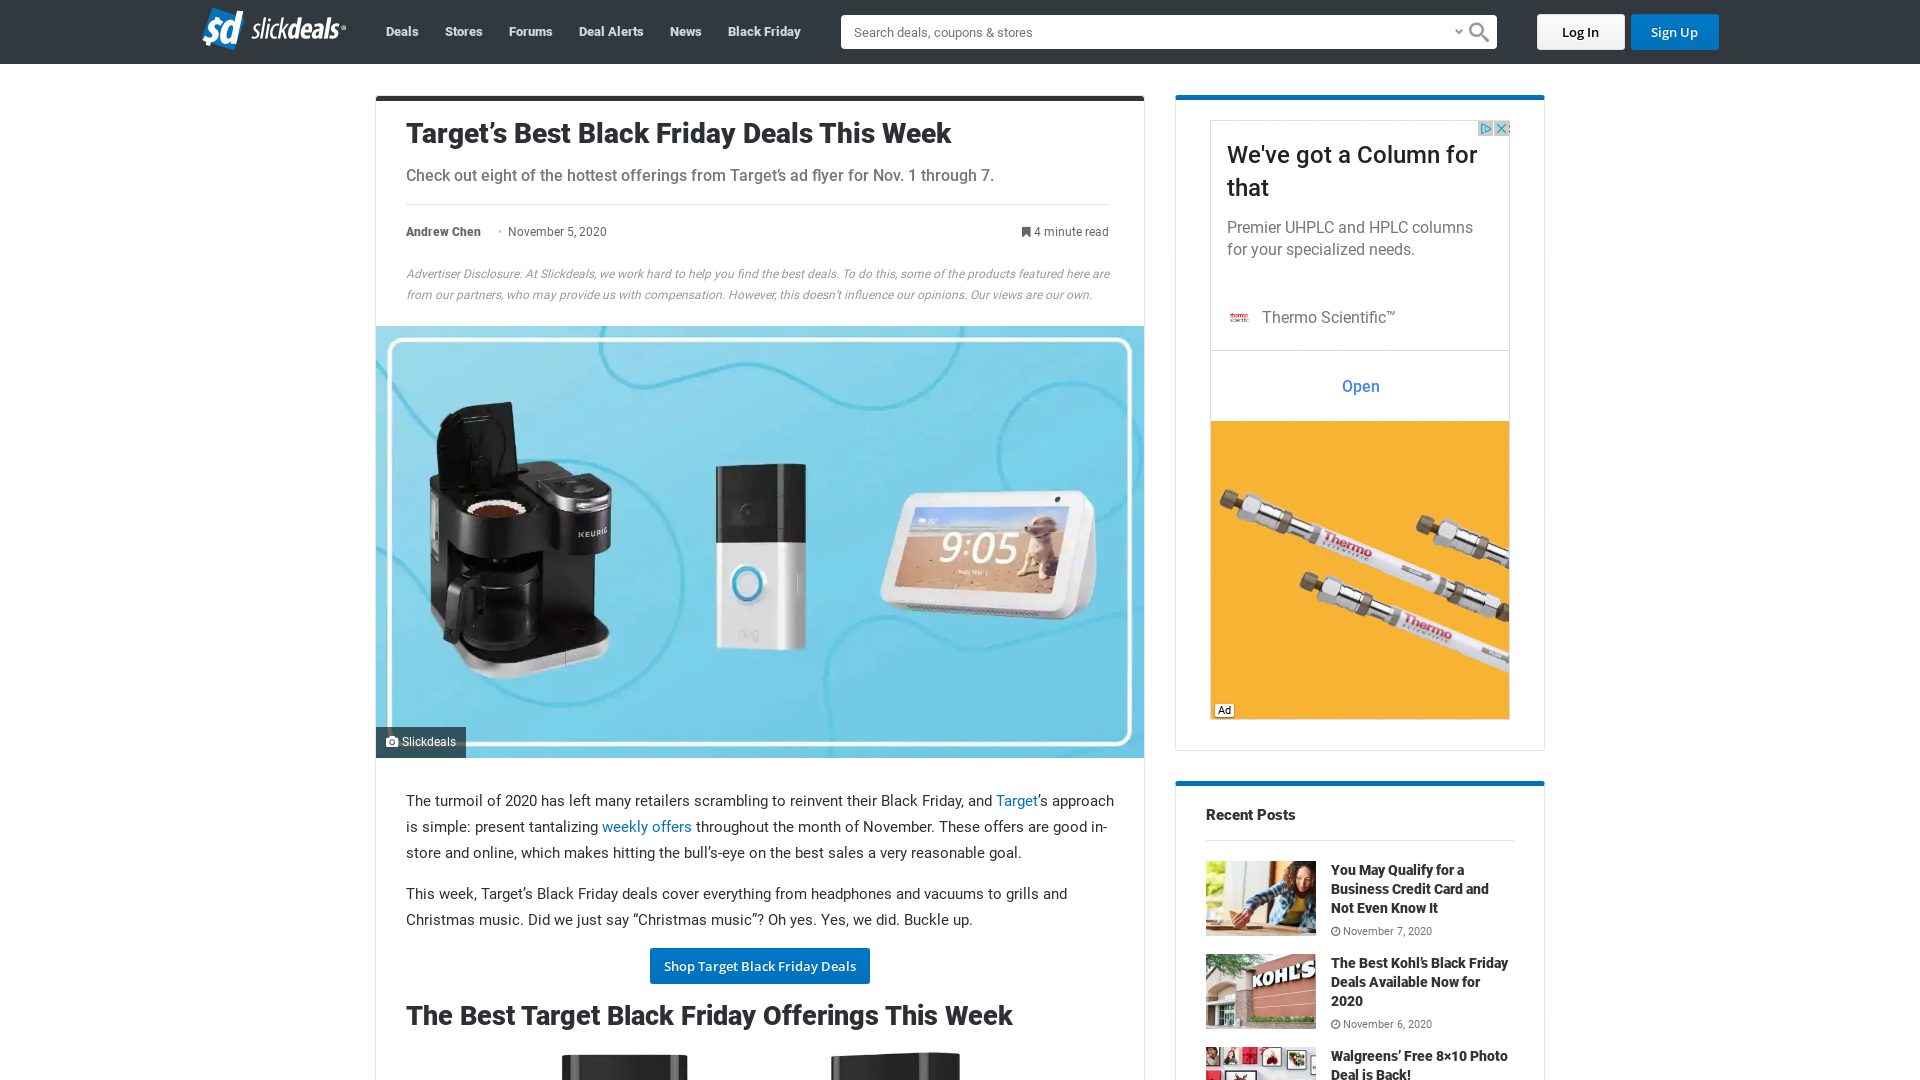 sd slickdeals
Deals
Stores
Forums
Deal Alerts
News
Black Friday
Search deals, coupons & stores
Log In
Sign Up
Target’s Best Black Friday Deals This Week
Check out eight of the hottest offerings from Target’s ad flyer for Nov. 1 through 7.
Andrew Chen • November 5, 2020
4 minute read
Advertiser Disclosure: At Slickdeals, we work hard to help you find the best deals. To do this, some of the products featured here are
from our partners, who may provide us with compensation. However, this doesn’t influence our opinions. Our views are our own.
KEURIG
ring
9:05
Slickdeals
The turmoil of 2020 has left many retailers scrambling to reinvent their Black Friday, and Target’s approach
is simple: present tantalizing weekly offers throughout the month of November. These offers are good in-
store and online, which makes hitting the bull’s-eye on the best sales a very reasonable goal.
This week, Target’s Black Friday deals cover everything from headphones and vacuums to grills and
Christmas music. Did we just say “Christmas music”? Oh yes. Yes, we did. Buckle up.
Shop Target Black Friday Deals
The Best Target Black Friday Offerings This Week
We've got a Column for
that
Premier UHPLC and HPLC columns
for your specialized needs.
thermo
scientific
Thermo Scientific™
Open
Thermo
SCIENTIFIC
Thermo
SCIENTIFIC
Ad
Recent Posts
You May Qualify for a
Business Credit Card and
Not Even Know It
November 7, 2020
KOHL'S
The Best Kohl’s Black Friday
Deals Available Now for
2020
November 6, 2020
Walgreens’ Free 8×10 Photo
Deal is Back!